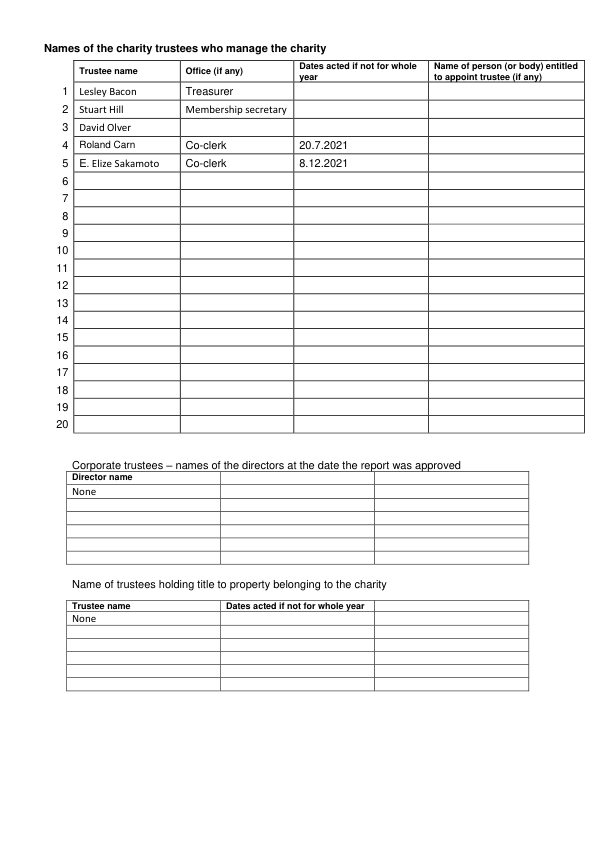 Names of the charity trustees who manage the charity
Trustee name Office (if any) Dates acted if not for whole year Name of person (or body) entitled to appoint trustee (if any)
1 Lesley Bacon Treasurer
2 Stuart Hill Membership secretary
3 David Olver
4 Roland Carn Co-clerk 20.7.2021
5 E. Elize Sakamoto Co-clerk 8.12.2021
6
7
8
9
10
11
12
13
14
15
16
17
18
19
20
Corporate trustees – names of the directors at the date the report was approved
Director name
None
Name of trustees holding title to property belonging to the charity
Trustee name Dates acted if not for whole year
None